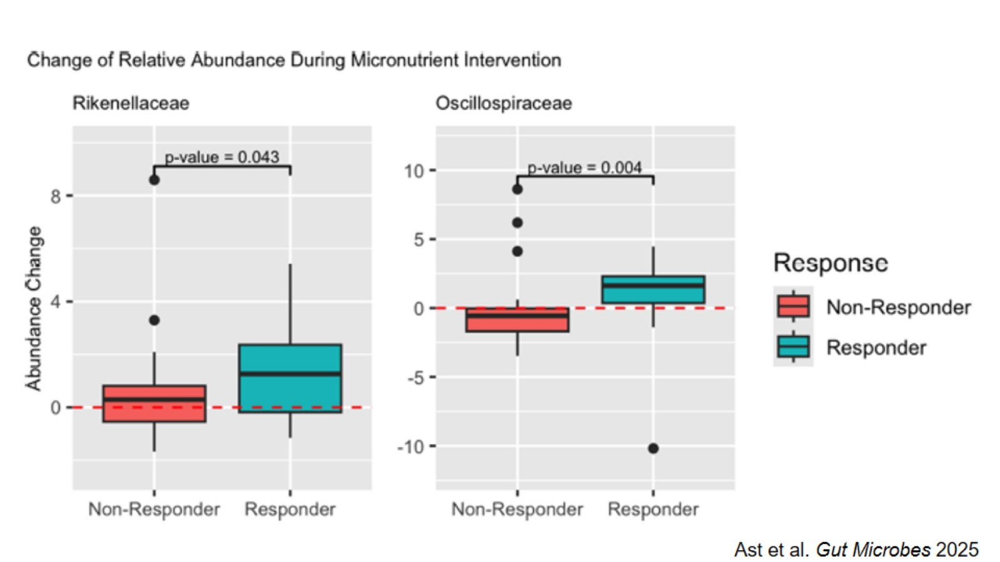 Change of Relative Abundance During Micronutrient Intervention
Rikenellaceae
Abundance Change
8
4
0
p-value = 0.043
Non-Responder
Responder
Oscillospiraceae
10
5
0
-5
-10
p-value = 0.004
Non-Responder
Responder
Response
Non-Responder
Responder
Ast et al. Gut Microbes 2025